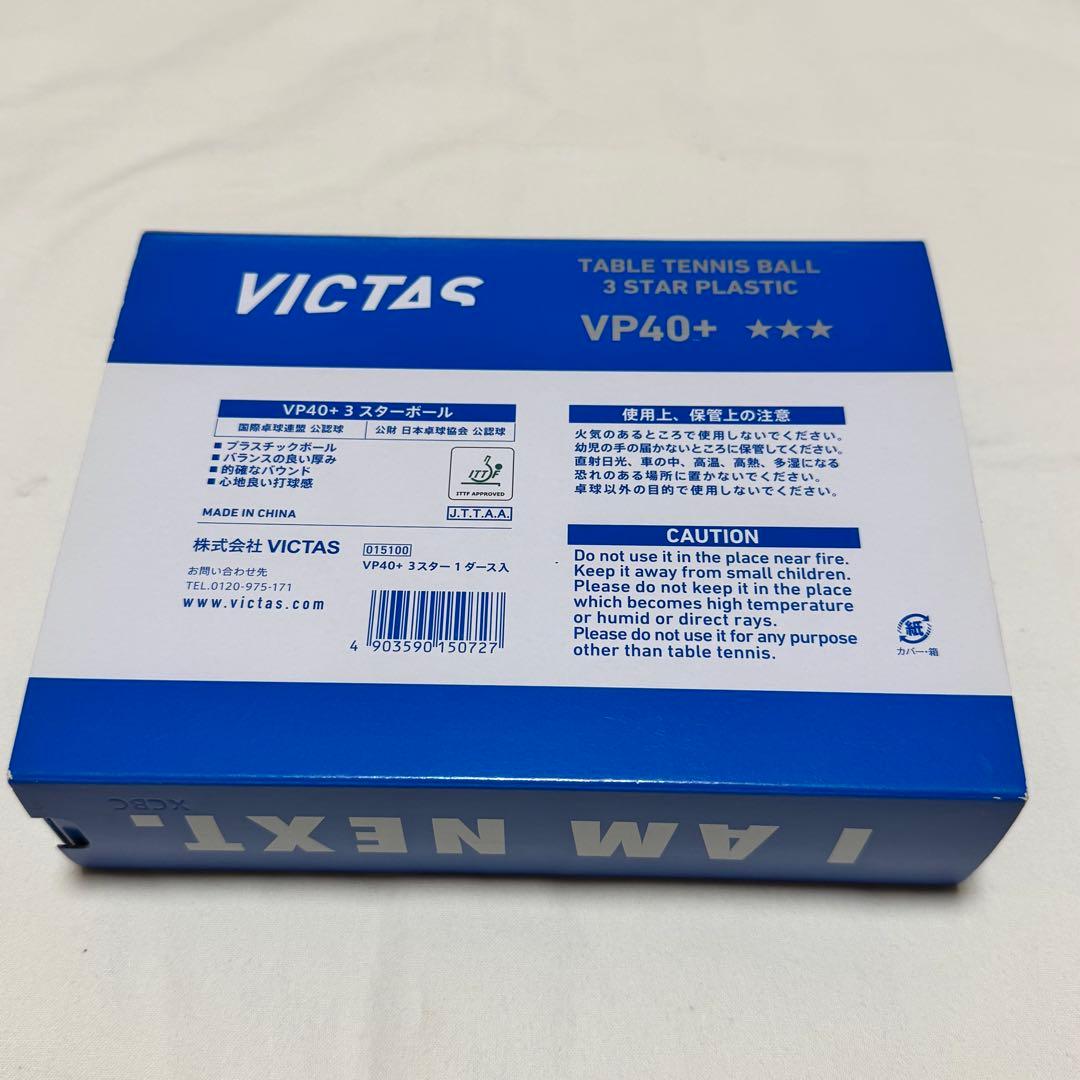 VICTAS
TABLE TENNIS BALL
3 STAR PLASTIC
VP40+ ★★★
VP40+ 3 スターボール
国際卓球連盟 公認球
公財 日本卓球協会 公認球
■ プラスチックボール
■ バランスの良い厚み
■ 的確なバウンド
■ 心地良い打球感
ITTF
ITTF APPROVED
MADE IN CHINA
J.T.T.A.A.
株式会社 VICTAS
015100
VP40+ 3スター 1 ダース入
お問い合わせ先
TEL.0120-975-171
www.victas.com
4 903590 150727
使用上、保管上の注意
火気のあるところで使用しないでください。
幼児の手の届かないところに保管してください。
直射日光、車の中、高温、高熱、多湿になる
恐れのある場所に置かないでください。
卓球以外の目的で使用しないでください。
CAUTION
Do not use it in the place near fire.
Keep it away from small children.
Please do not keep it in the place
which becomes high temperature
or humid or direct rays.
Please do not use it for any purpose
other than table tennis.
紙
カバー・箱
XCBC
I AM NEXT.